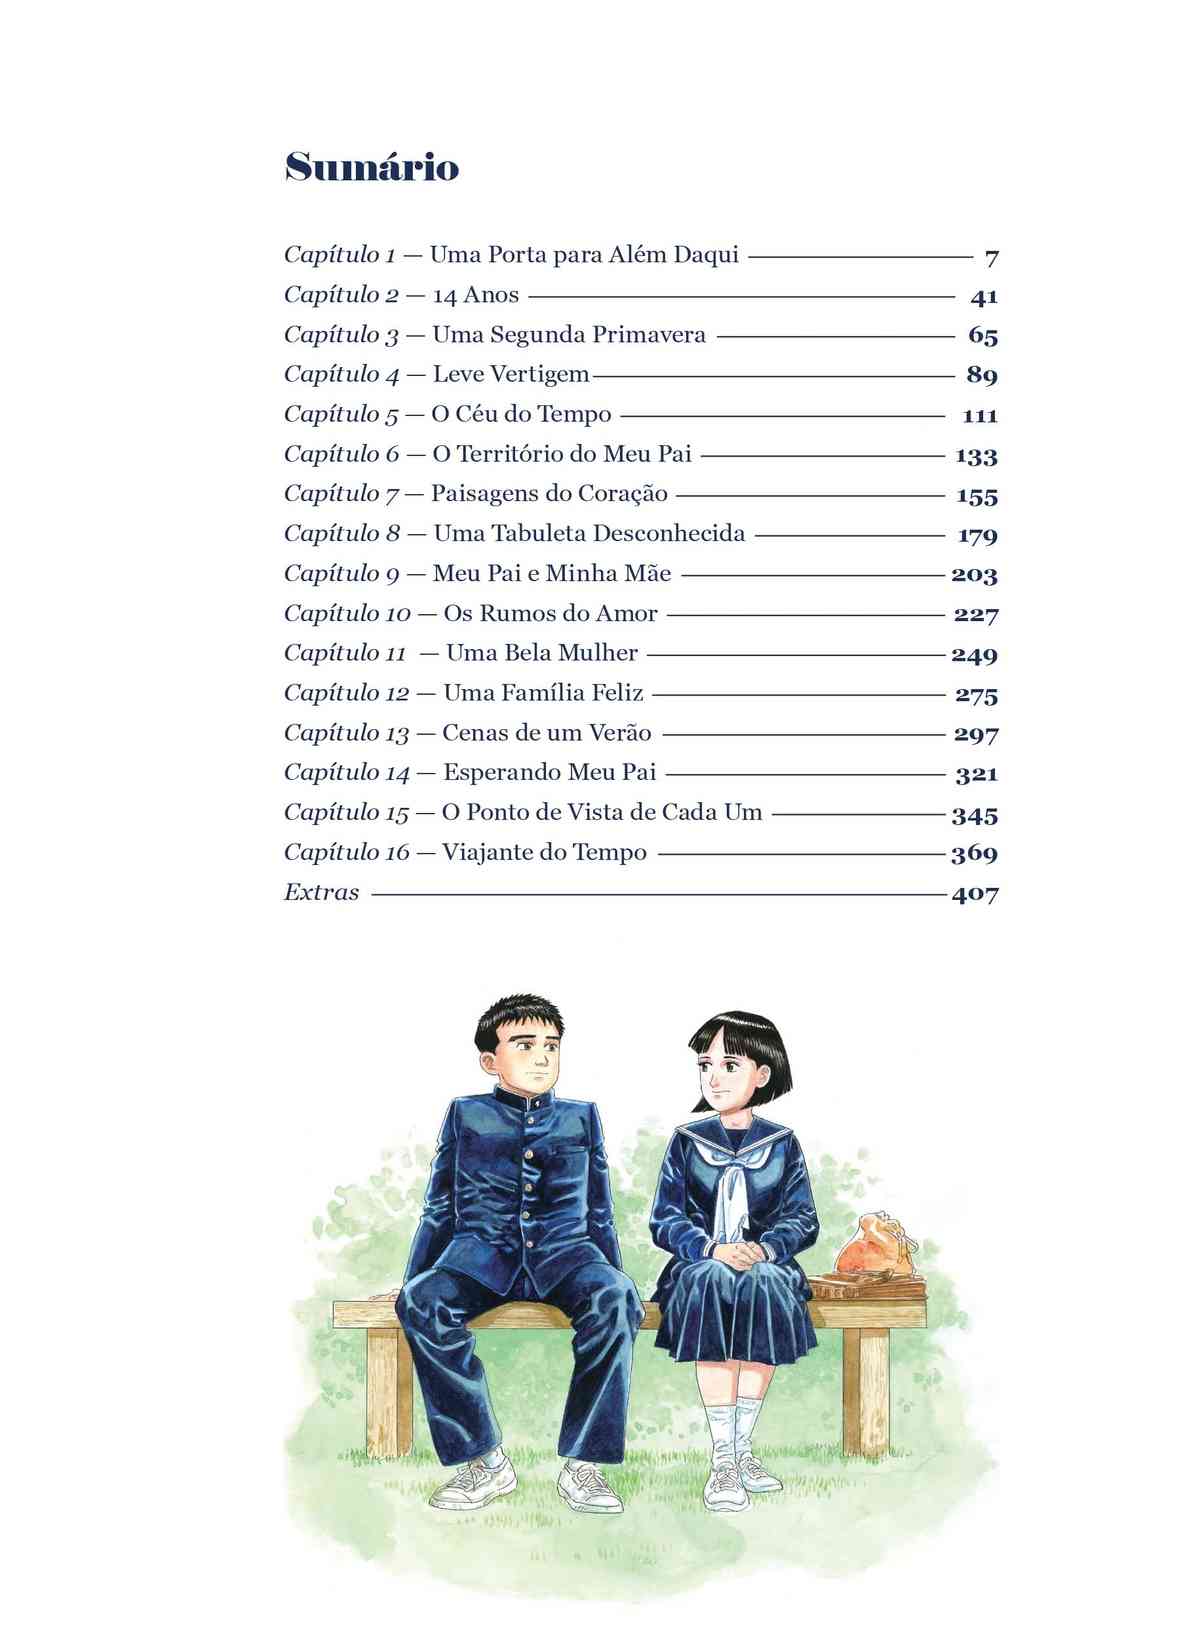 Sumário
Capítulo 1 — Uma Porta para Além Daqui 7
Capítulo 2 — 14 Anos 41
Capítulo 3 — Uma Segunda Primavera 65
Capítulo 4 — Leve Vertigem 89
Capítulo 5 — O Céu do Tempo 111
Capítulo 6 — O Território do Meu Pai 133
Capítulo 7 — Paisagens do Coração 155
Capítulo 8 — Uma Tabuleta Desconhecida 179
Capítulo 9 — Meu Pai e Minha Mãe 203
Capítulo 10 — Os Rumos do Amor 227
Capítulo 11 — Uma Bela Mulher 249
Capítulo 12 — Uma Família Feliz 275
Capítulo 13 — Cenas de um Verão 297
Capítulo 14 — Esperando Meu Pai 321
Capítulo 15 — O Ponto de Vista de Cada Um 345
Capítulo 16 — Viajante do Tempo 369
Extras 407